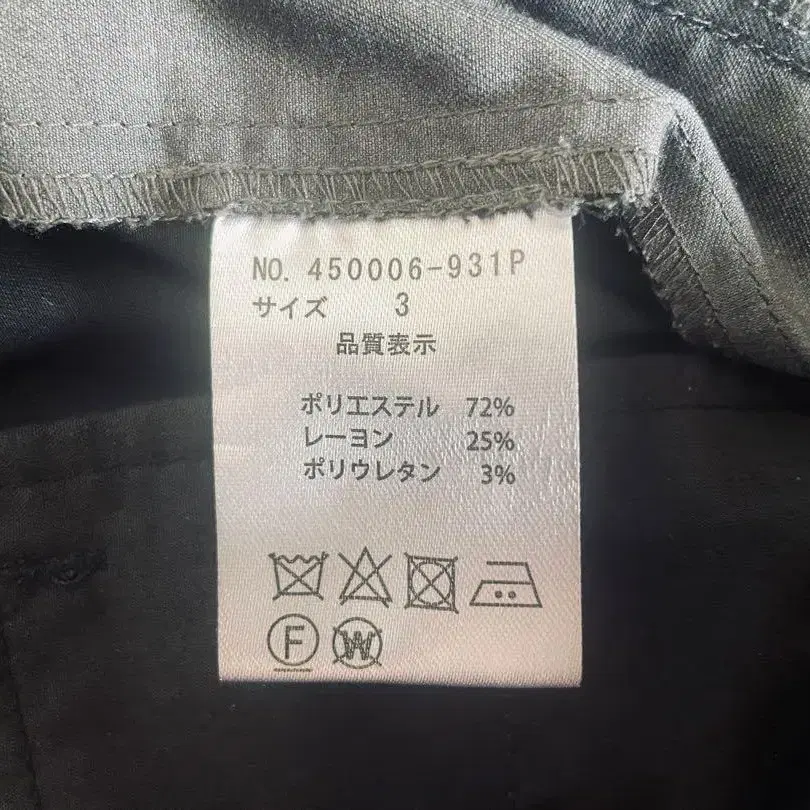 NO. 450006-931P
サイズ 3
品質表示
ポリエステル 72%
レーヨン 25%
ポリウレタン 3%
F W